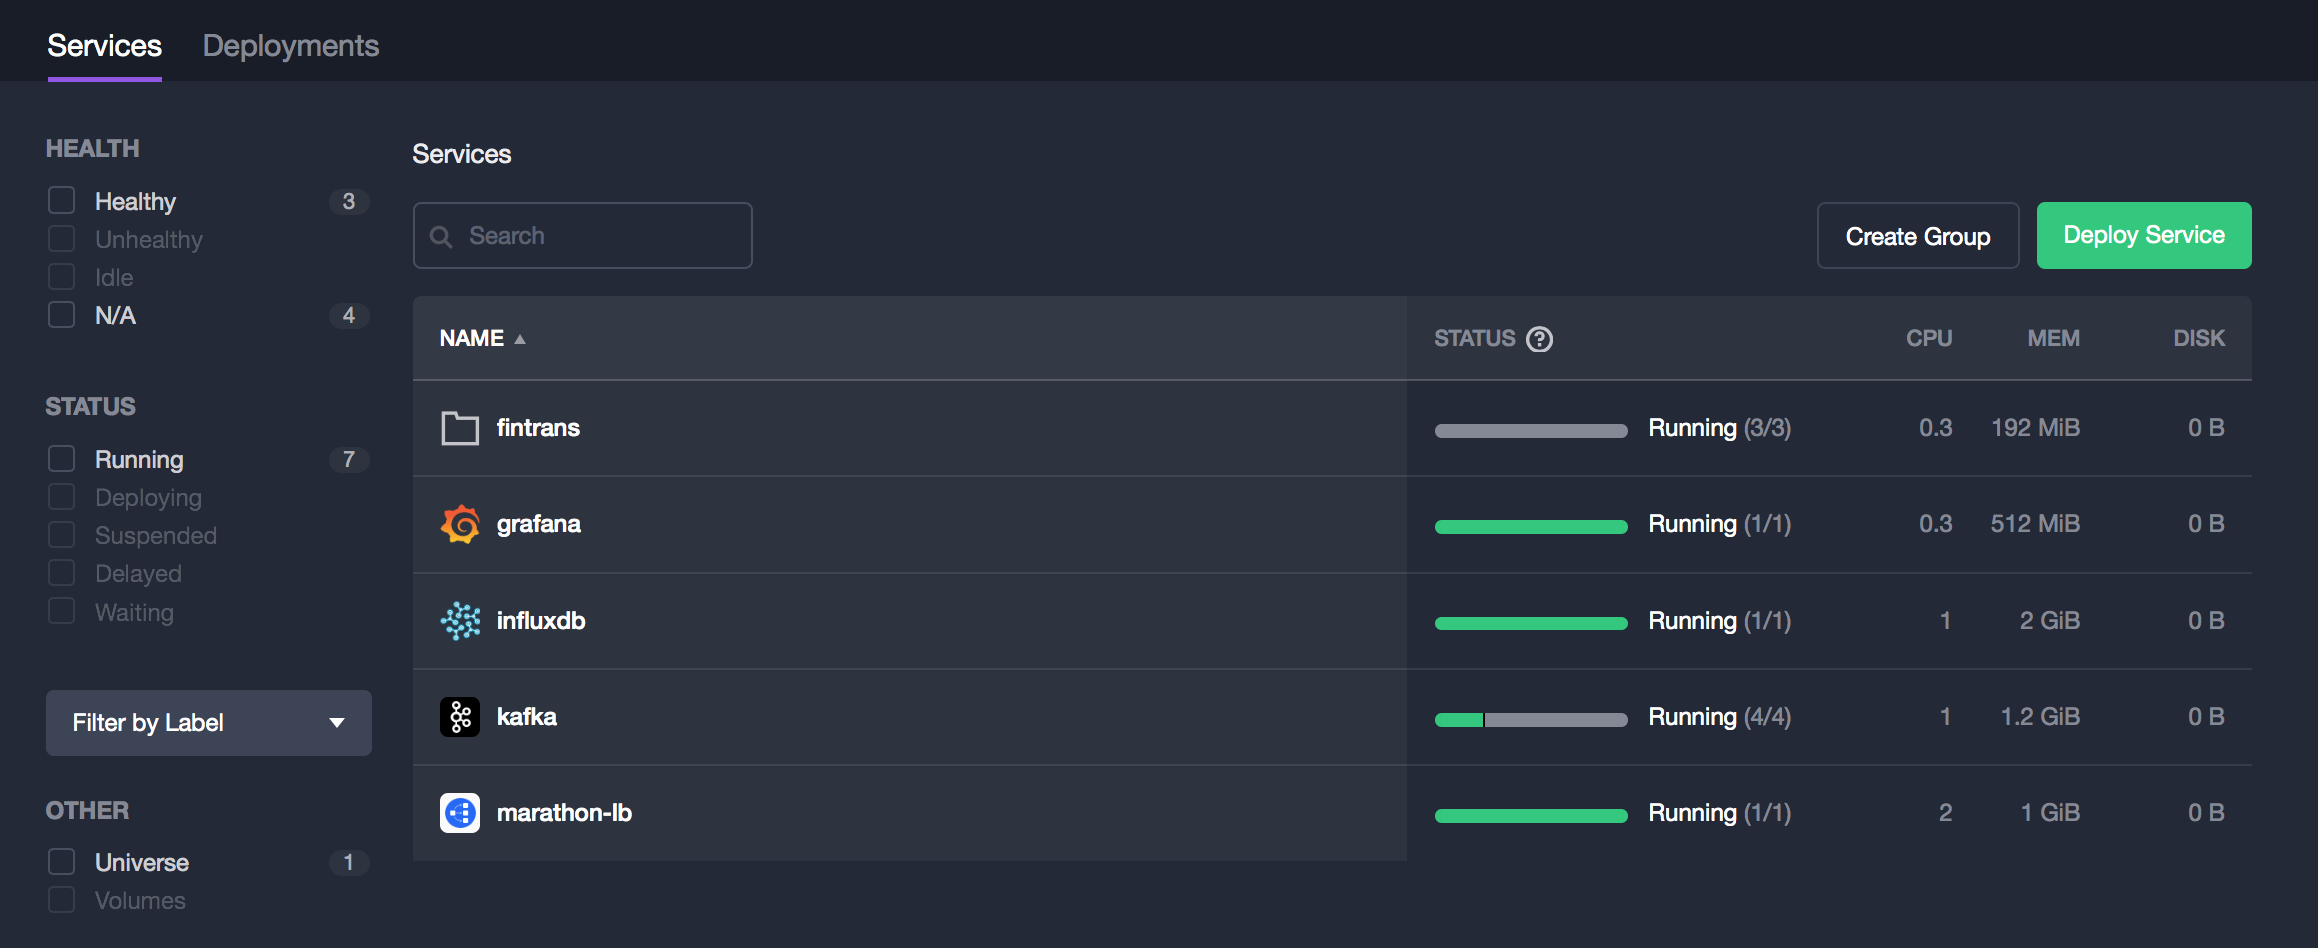 Services Deployments
HEALTH
Healthy 3
Unhealthy
Idle
N/A 4
STATUS
Running 7
Deploying
Suspended
Delayed
Waiting
Filter by Label
OTHER
Universe 1
Volumes
Services
Search
Create Group
Deploy Service
NAME STATUS ? CPU MEM DISK
fintrans Running (3/3) 0.3 192 MiB 0 B
grafana Running (1/1) 0.3 512 MiB 0 B
influxdb Running (1/1) 1 2 GiB 0 B
kafka Running (4/4) 1 1.2 GiB 0 B
marathon-lb Running (1/1) 2 1 GiB 0 B